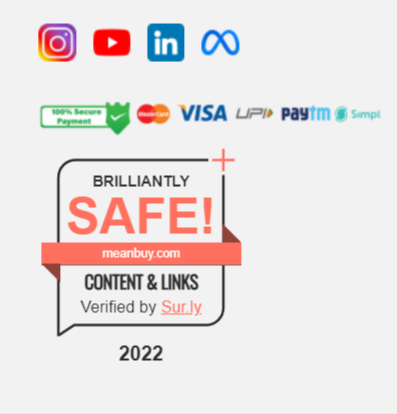 in
100% Secure
Payment
MasterCard VISA UPI paytm Simpl
BRILLIANTLY
SAFE!
meanbuy.com
CONTENT & LINKS
Verified by Sur.ly
2022